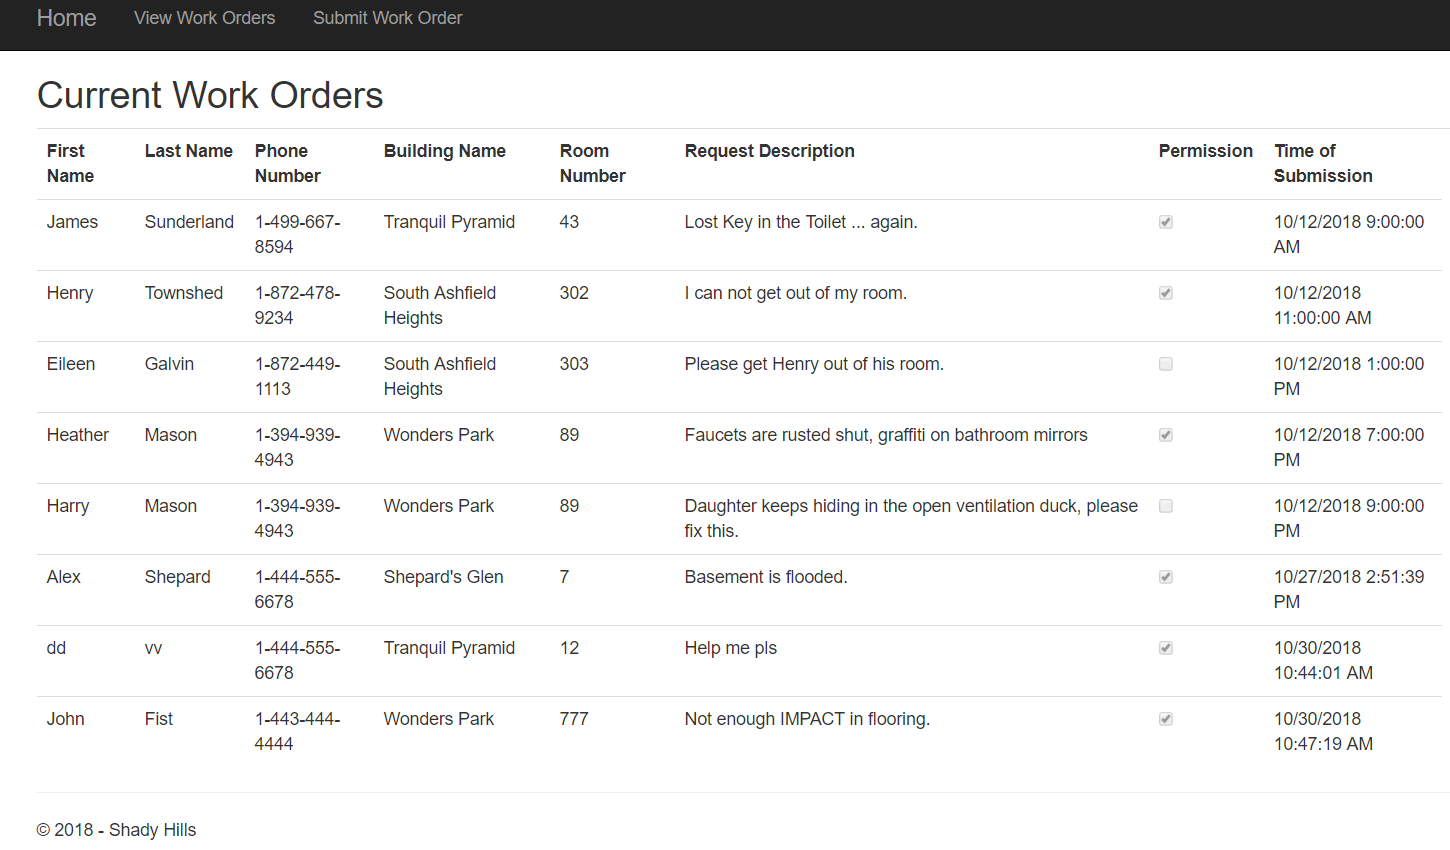 Home View Work Orders Submit Work Order
Current Work Orders
First Last Name Phone Building Name Room Request Description Permission Time of
Name Number Number Submission
James Sunderland 1-499-667- Tranquil Pyramid 43 Lost Key in the Toilet ... again. 10/12/2018 9:00:00
8594 AM
Henry Townshed 1-872-478- South Ashfield 302 I can not get out of my room. 10/12/2018
9234 Heights 11:00:00 AM
Eileen Galvin 1-872-449- South Ashfield 303 Please get Henry out of his room. 10/12/2018 1:00:00
1113 Heights PM
Heather Mason 1-394-939- Wonders Park 89 Faucets are rusted shut, graffiti on bathroom mirrors 10/12/2018 7:00:00
4943 PM
Harry Mason 1-394-939- Wonders Park 89 Daughter keeps hiding in the open ventilation duck, please 10/12/2018 9:00:00
4943 fix this. PM
Alex Shepard 1-444-555- Shepard's Glen 7 Basement is flooded. 10/27/2018 2:51:39
6678 PM
dd vv 1-444-555- Tranquil Pyramid 12 Help me pls 10/30/2018
6678 10:44:01 AM
John Fist 1-443-444- Wonders Park 777 Not enough IMPACT in flooring. 10/30/2018
4444 10:47:19 AM
© 2018 - Shady Hills